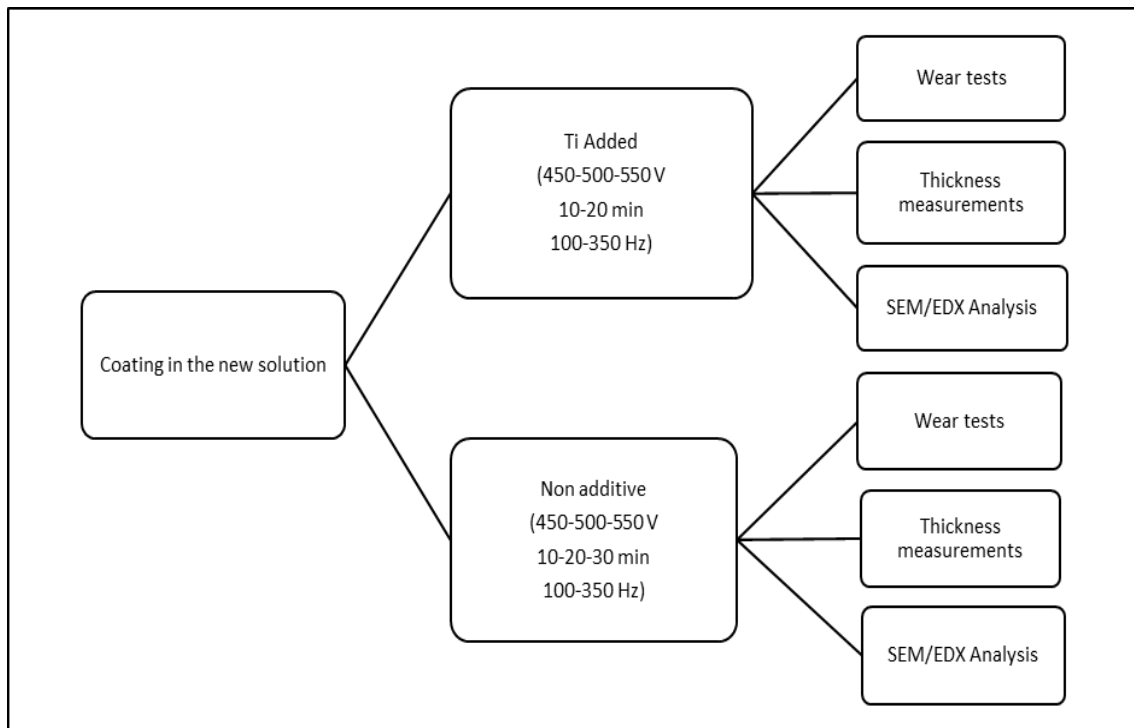 Coating in the new solution
Ti Added
(450-500-550 V
10-20 min
100-350 Hz)
Wear tests
Thickness
measurements
SEM/EDX Analysis
Non additive
(450-500-550 V
10-20-30 min
100-350 Hz)
Wear tests
Thickness
measurements
SEM/EDX Analysis